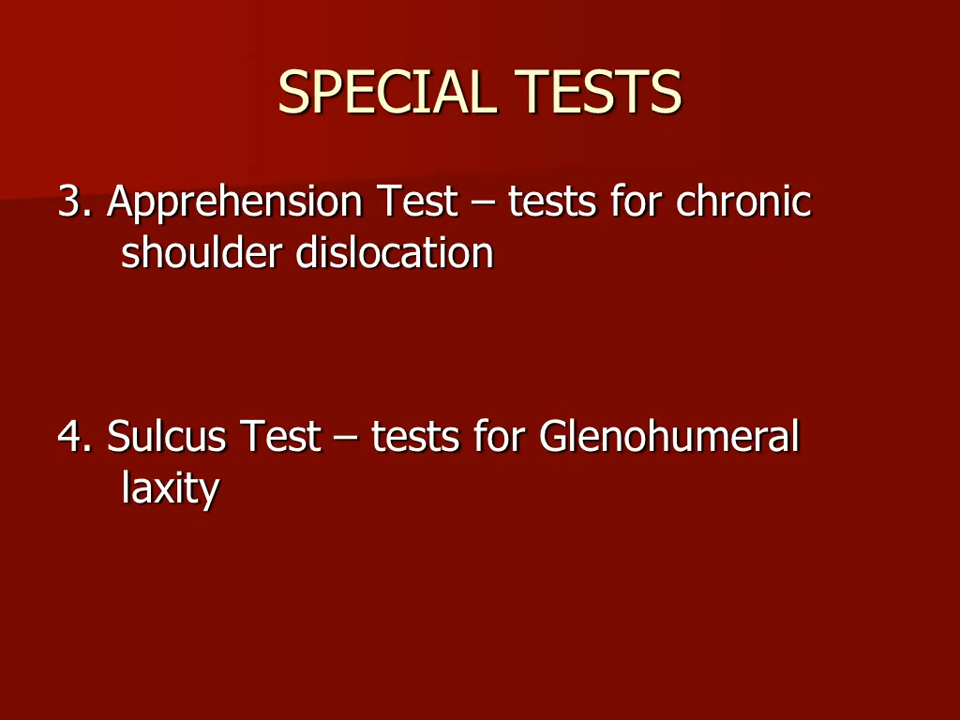 SPECIAL TESTS
3. Apprehension Test – tests for chronic
shoulder dislocation
4. Sulcus Test – tests for Glenohumeral
laxity